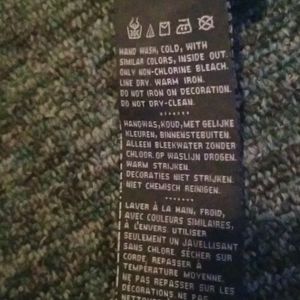 HAND WASH, COLD, WITH
SIMILAR COLORS, INSIDE OUT.
ONLY NON-CHLORINE BLEACH.
LINE DRY. WARM IRON.
DO NOT IRON ON DECORATION.
DO NOT DRY-CLEAN.
HANDWAS, KOUD, MET GELIJKE
KLEUREN, BINNENSTEBUITEN.
ALLEEN BLEEKWATER ZONDER
CHLOOR. OP WASLIJN DROGEN.
WARM STRIJKEN.
DECORATIES NIET STRIJKEN.
NIET CHEMISCH REINIGEN.
LAVER À LA MAIN, FROID,
AVEC COULEURS SIMILAIRES,
À L'ENVERS. UTILISER
SEULEMENT UN JAVELLISANT
SANS CHLORE. SÉCHER SUR
CORDE, REPASSER À
TEMPÉRATURE MOYENNE.
NE PAS REPASSER SUR LES
DÉCORATIONS. NE PAS